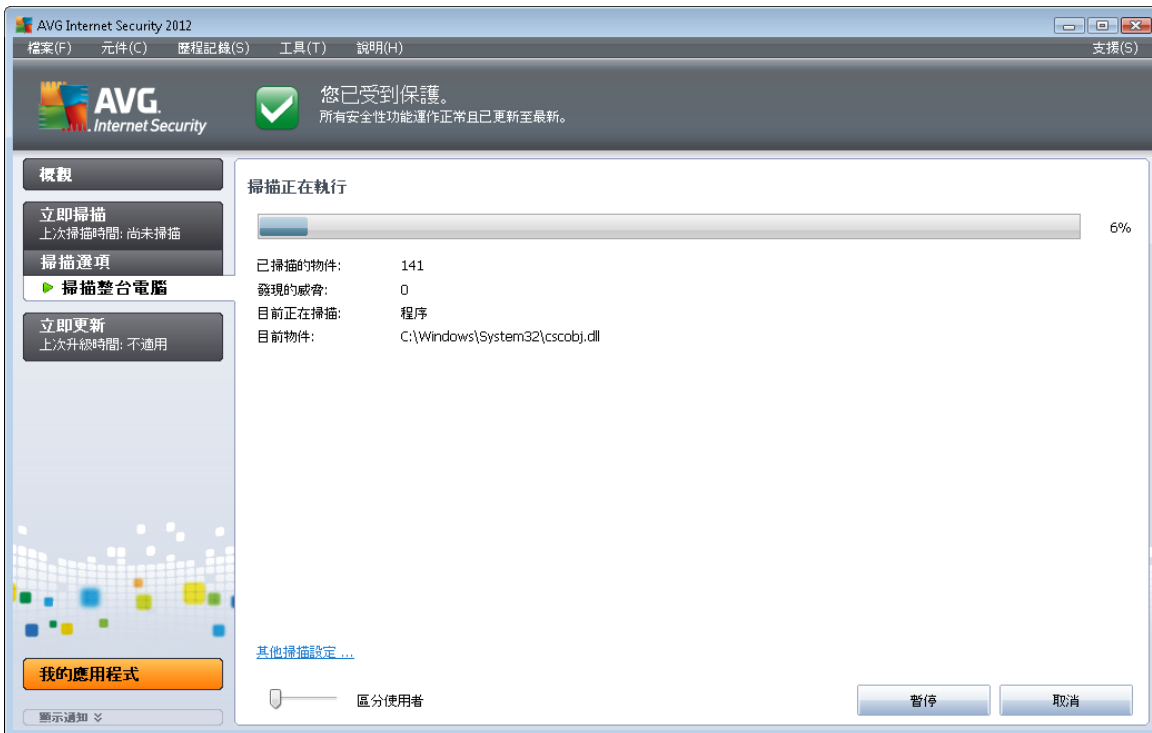 AVG Internet Security 2012
檔案(F) 元件(C) 歷程記錄(S) 工具(T) 說明(H) 支援(S)
AVG.
Internet Security
您已受到保護。
所有安全性功能運作正常且已更新至最新。
概觀
立即掃描
上次掃描時間: 尚未掃描
掃描選項
掃描整台電腦
立即更新
上次升級時間: 不適用
我的應用程式
顯示通知
掃描正在執行
6%
已掃描的物件: 141
發現的威脅: 0
目前正在掃描: 程序
目前物件: C:\Windows\System32\cscobj.dll
其他掃描設定 ...
區分使用者
暫停
取消